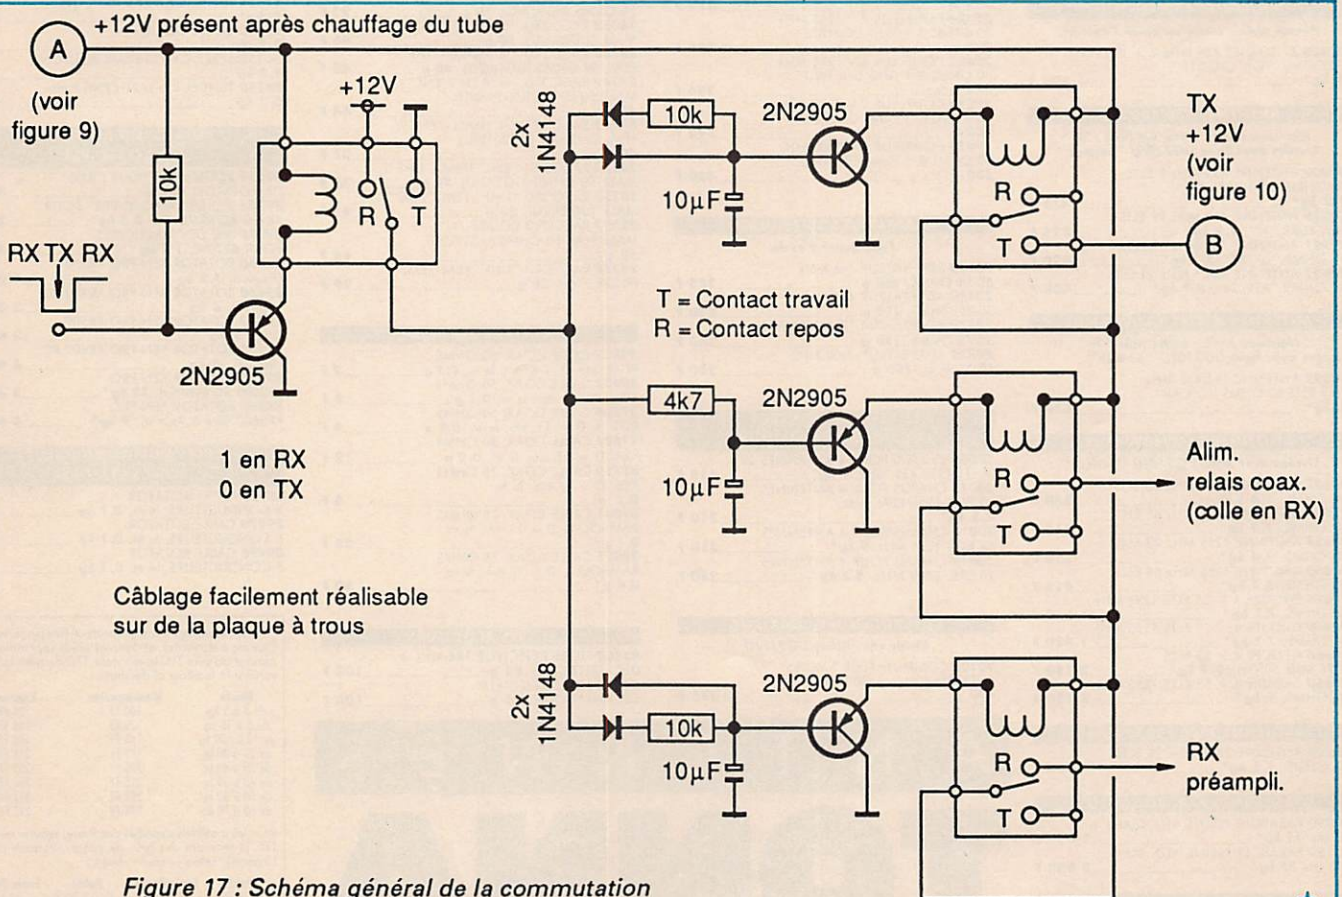 +12V présent après chauffage du tube
A
(voir
figure 9)
10k
+12V
R
T
RX TX RX
2N2905
1 en RX
0 en TX
Câblage facilement réalisable
sur de la plaque à trous
2x
1N4148
10k
10µF
2N2905
R
T
TX
+12V
(voir
figure 10)
B
T = Contact travail
R = Contact repos
4k7
10µF
2N2905
R
T
Alim.
relais coax.
(colle en RX)
2x
1N4148
10k
10µF
2N2905
R
T
RX
préampli.
Figure 17 : Schéma général de la commutation